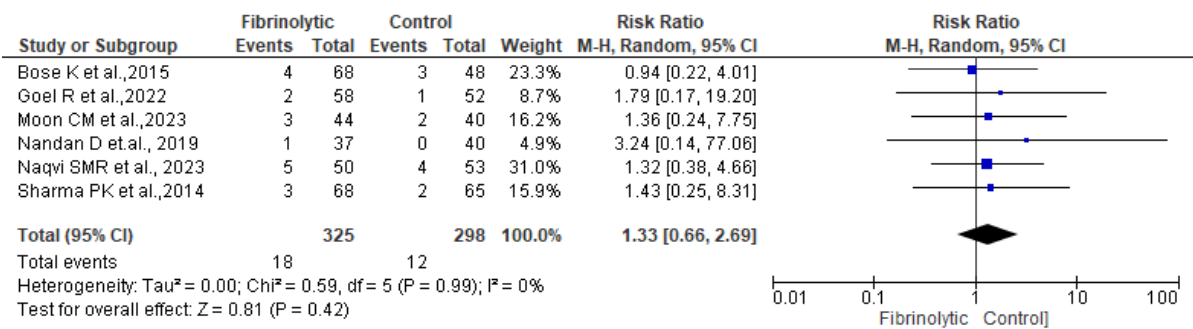 Fibrinolytic Control Risk Ratio Risk Ratio
Study or Subgroup Events Total Events Total Weight M-H, Random, 95% CI M-H, Random, 95% CI
Bose K et al.,2015 4 68 3 48 23.3% 0.94 [0.22, 4.01]
Goel R et al.,2022 2 58 1 52 8.7% 1.79 [0.17, 19.20]
Moon CM et al.,2023 3 44 2 40 16.2% 1.36 [0.24, 7.75]
Nandan D et.al., 2019 1 37 0 40 4.9% 3.24 [0.14, 77.06]
Naqvi SMR et al., 2023 5 50 4 53 31.0% 1.32 [0.38, 4.66]
Sharma PK et al.,2014 3 68 2 65 15.9% 1.43 [0.25, 8.31]
Total (95% CI) 325 298 100.0% 1.33 [0.66, 2.69]
Total events 18 12
Heterogeneity: Tau² = 0.00; Chi² = 0.59, df = 5 (P = 0.99); I² = 0%
Test for overall effect: Z = 0.81 (P = 0.42)
0.01 0.1 1 10 100
Fibrinolytic Control]